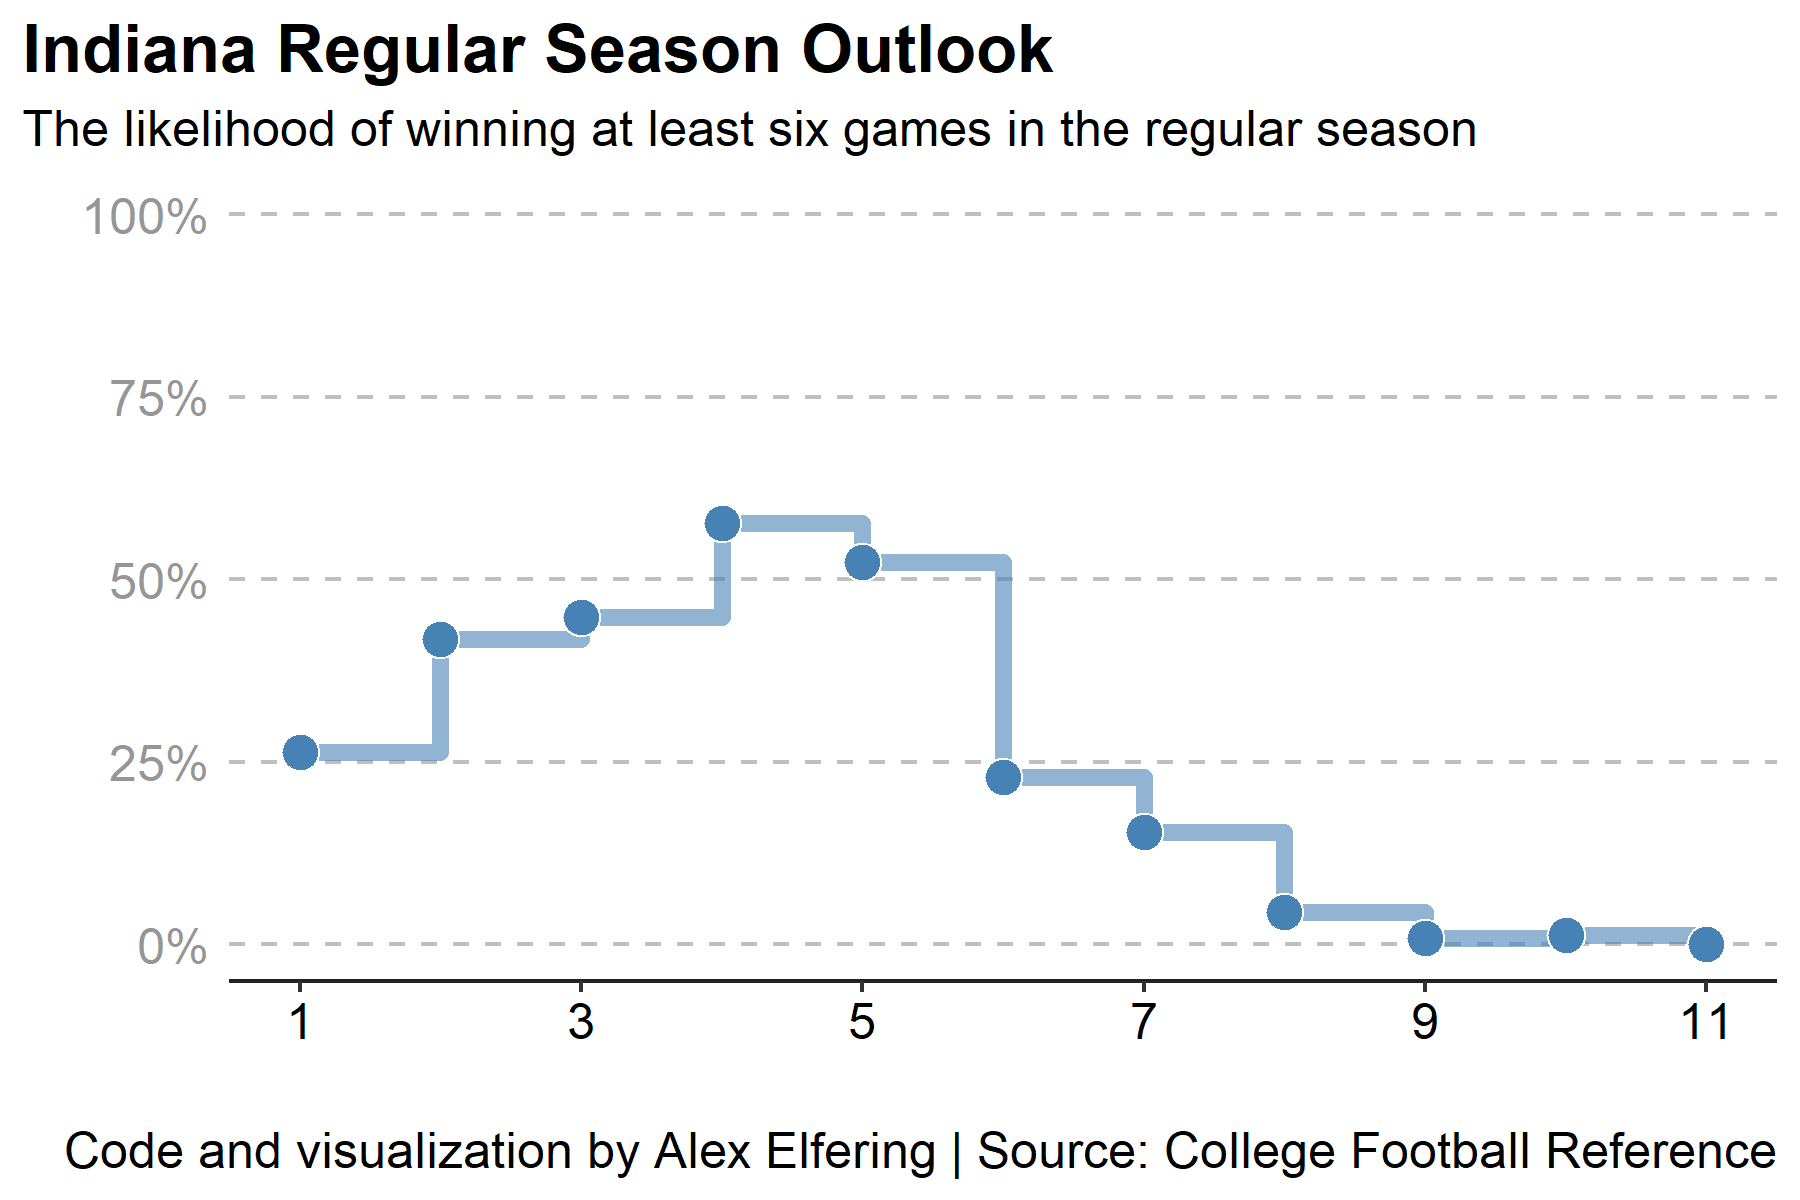 Indiana Regular Season Outlook
The likelihood of winning at least six games in the regular season
100%
75%
50%
25%
0%
1 3 5 7 9 11
Code and visualization by Alex Elfering | Source: College Football Reference